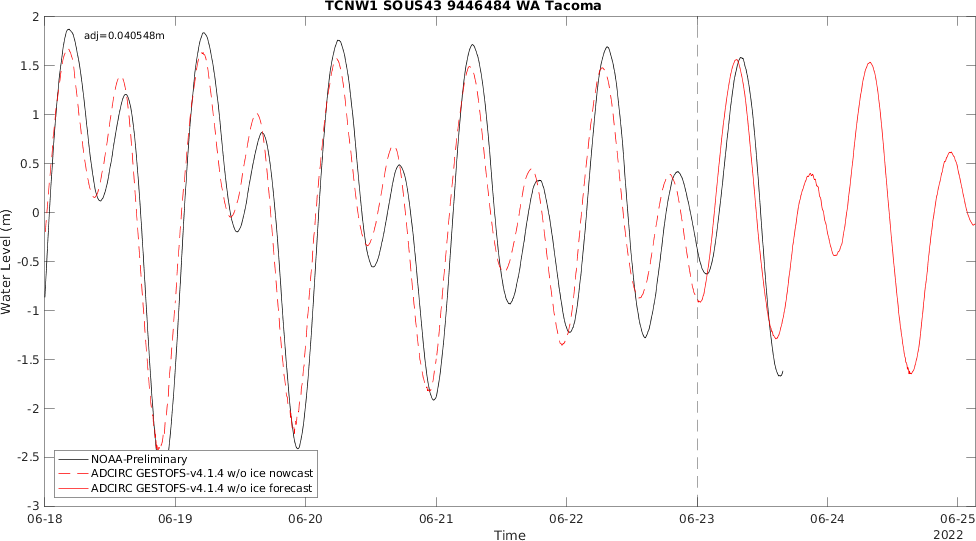 TCNW1 SOUS43 9446484 WA Tacoma
adj=0.040548m
2
1.5
1
0.5
0
-0.5
-1
-1.5
-2
-2.5
-3
Water Level (m)
NOAA-Preliminary
ADCIRC GESTOFS-v4.1.4 w/o ice nowcast
ADCIRC GESTOFS-v4.1.4 w/o ice forecast
06-18 06-19 06-20 06-21 06-22 06-23 06-24 06-25
Time
2022